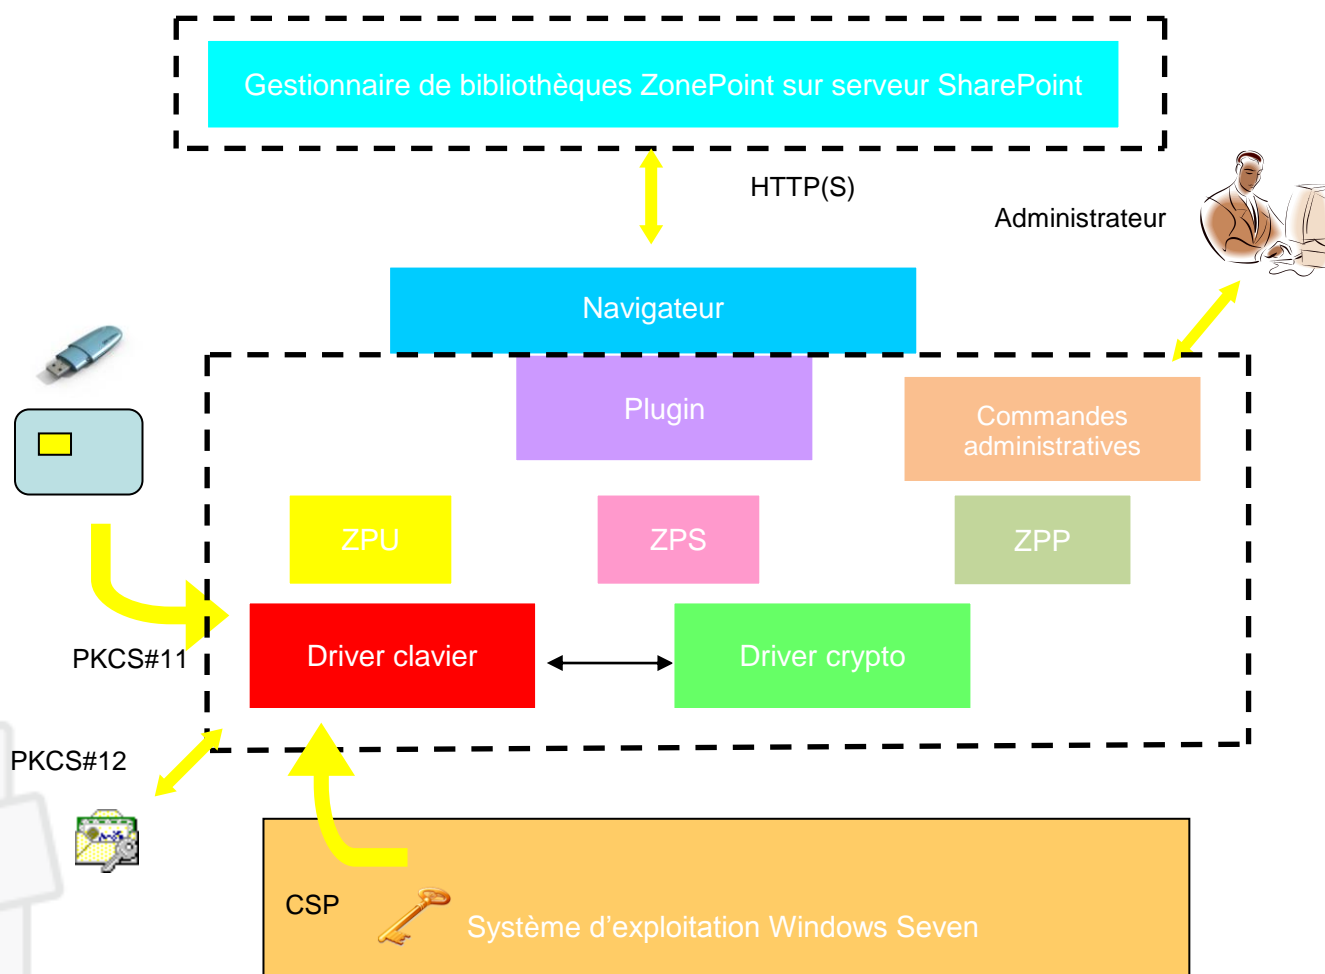 Gestionnaire de bibliothèques ZonePoint sur serveur SharePoint
HTTP(S)
Administrateur
Navigateur
Plugin
Commandes
administratives
ZPU
ZPS
ZPP
Driver clavier
Driver crypto
PKCS#11
PKCS#12
CSP
Système d'exploitation Windows Seven